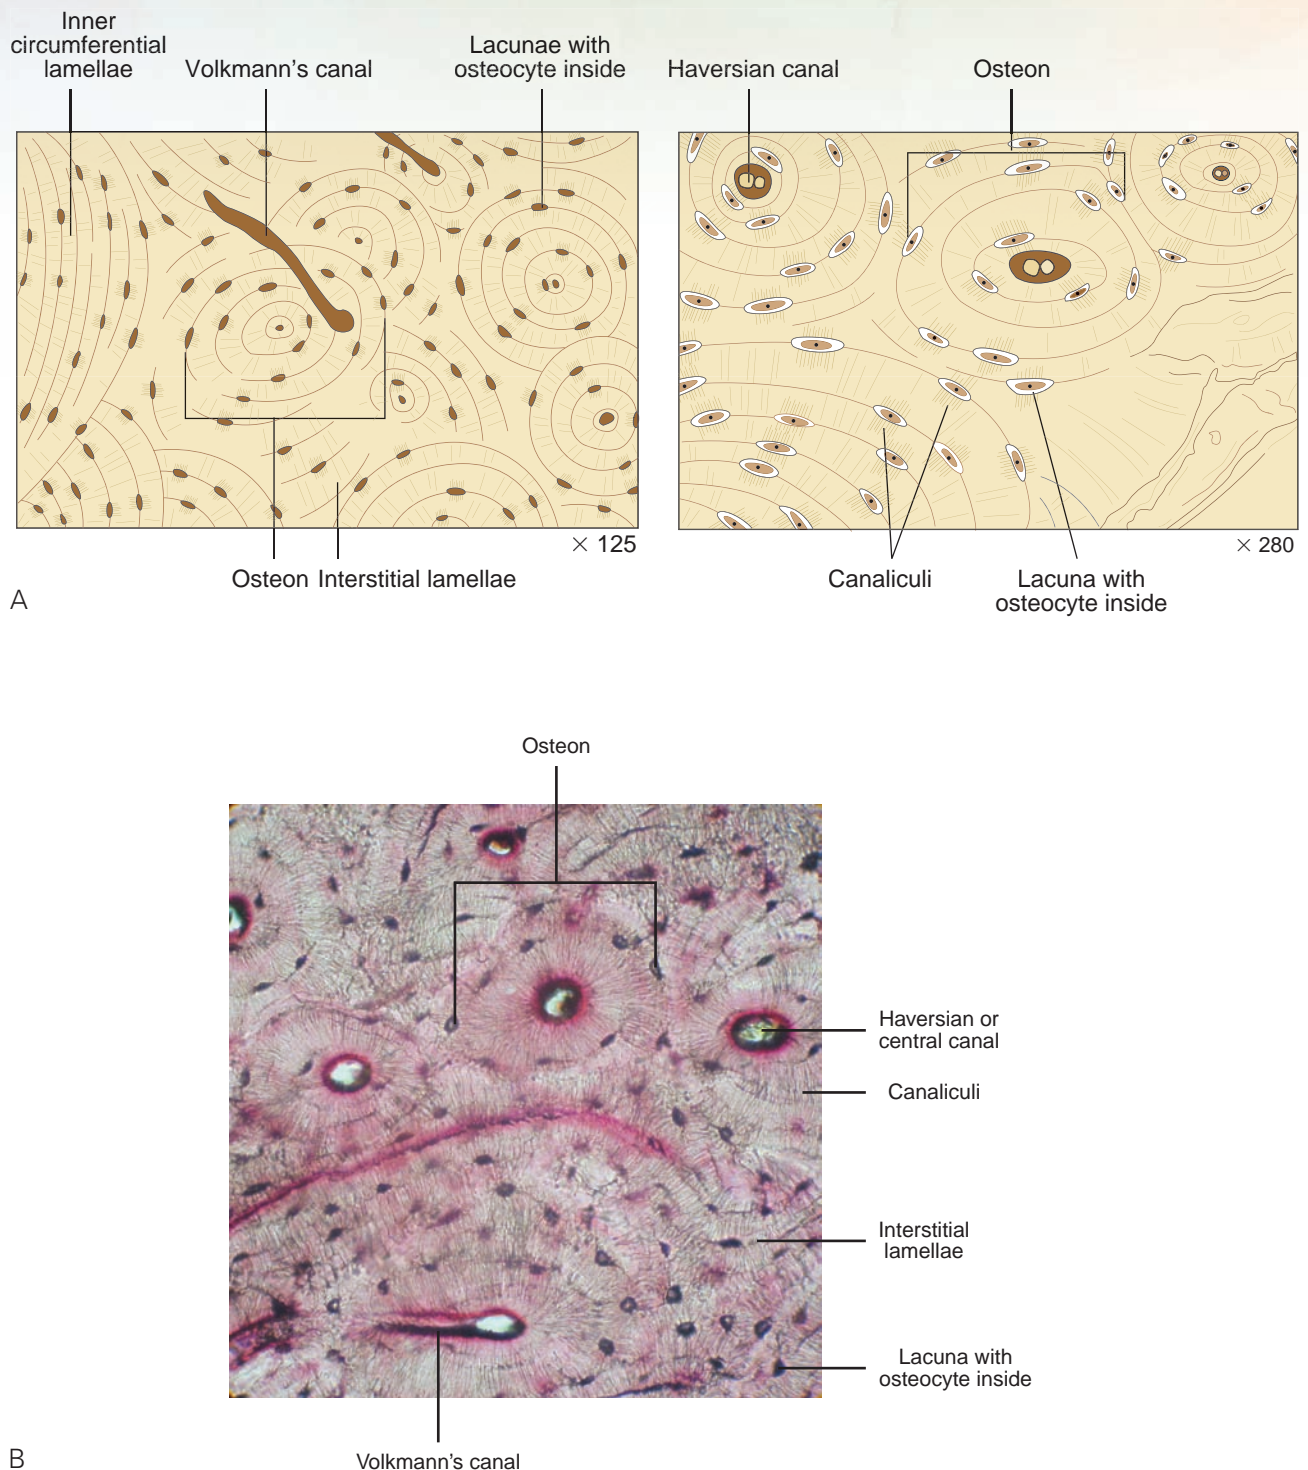 Inner
circumferential
lamellae
Volkmann’s canal
Lacunae with
osteocyte inside
Haversian canal
Osteon
× 125
× 280
Osteon
Interstitial lamellae
Canaliculi
Lacuna with
osteocyte inside
A
Osteon
Haversian or
central canal
Canaliculi
Interstitial
lamellae
Lacuna with
osteocyte inside
Volkmann’s canal
B